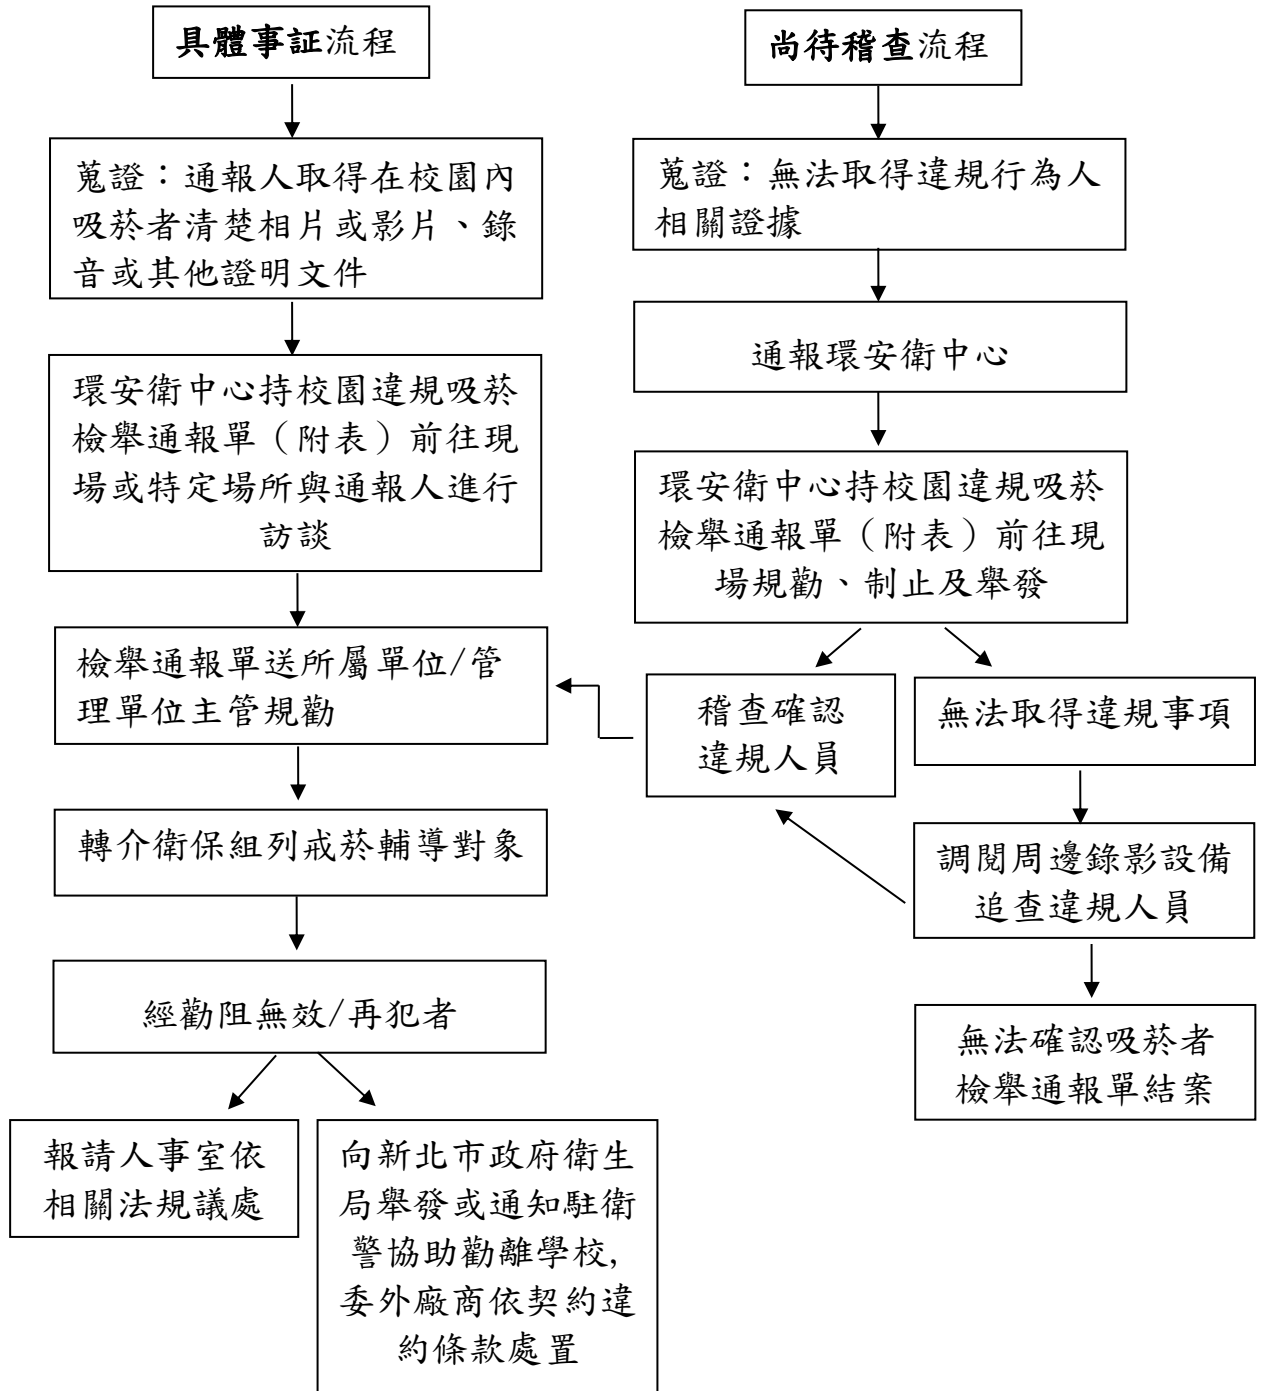 具體事証流程
蒐證：通報人取得在校園內
吸菸者清楚相片或影片、錄
音或其他證明文件
環安衛中心持校園違規吸菸
檢舉通報單（附表）前往現
場或特定場所與通報人進行
訪談
檢舉通報單送所屬單位/管
理單位主管規勸
轉介衛保組列戒菸輔導對象
經勸阻無效/再犯者
報請人事室依
相關法規議處
向新北市政府衛生
局舉發或通知駐衛
警協助勸離學校,
委外廠商依契約違
約條款處置
尚待稽查流程
蒐證：無法取得違規行為人
相關證據
通報環安衛中心
環安衛中心持校園違規吸菸
檢舉通報單（附表）前往現
場規勸、制止及舉發
稽查確認
違規人員
無法取得違規事項
調閱周邊錄影設備
追查違規人員
無法確認吸菸者
檢舉通報單結案